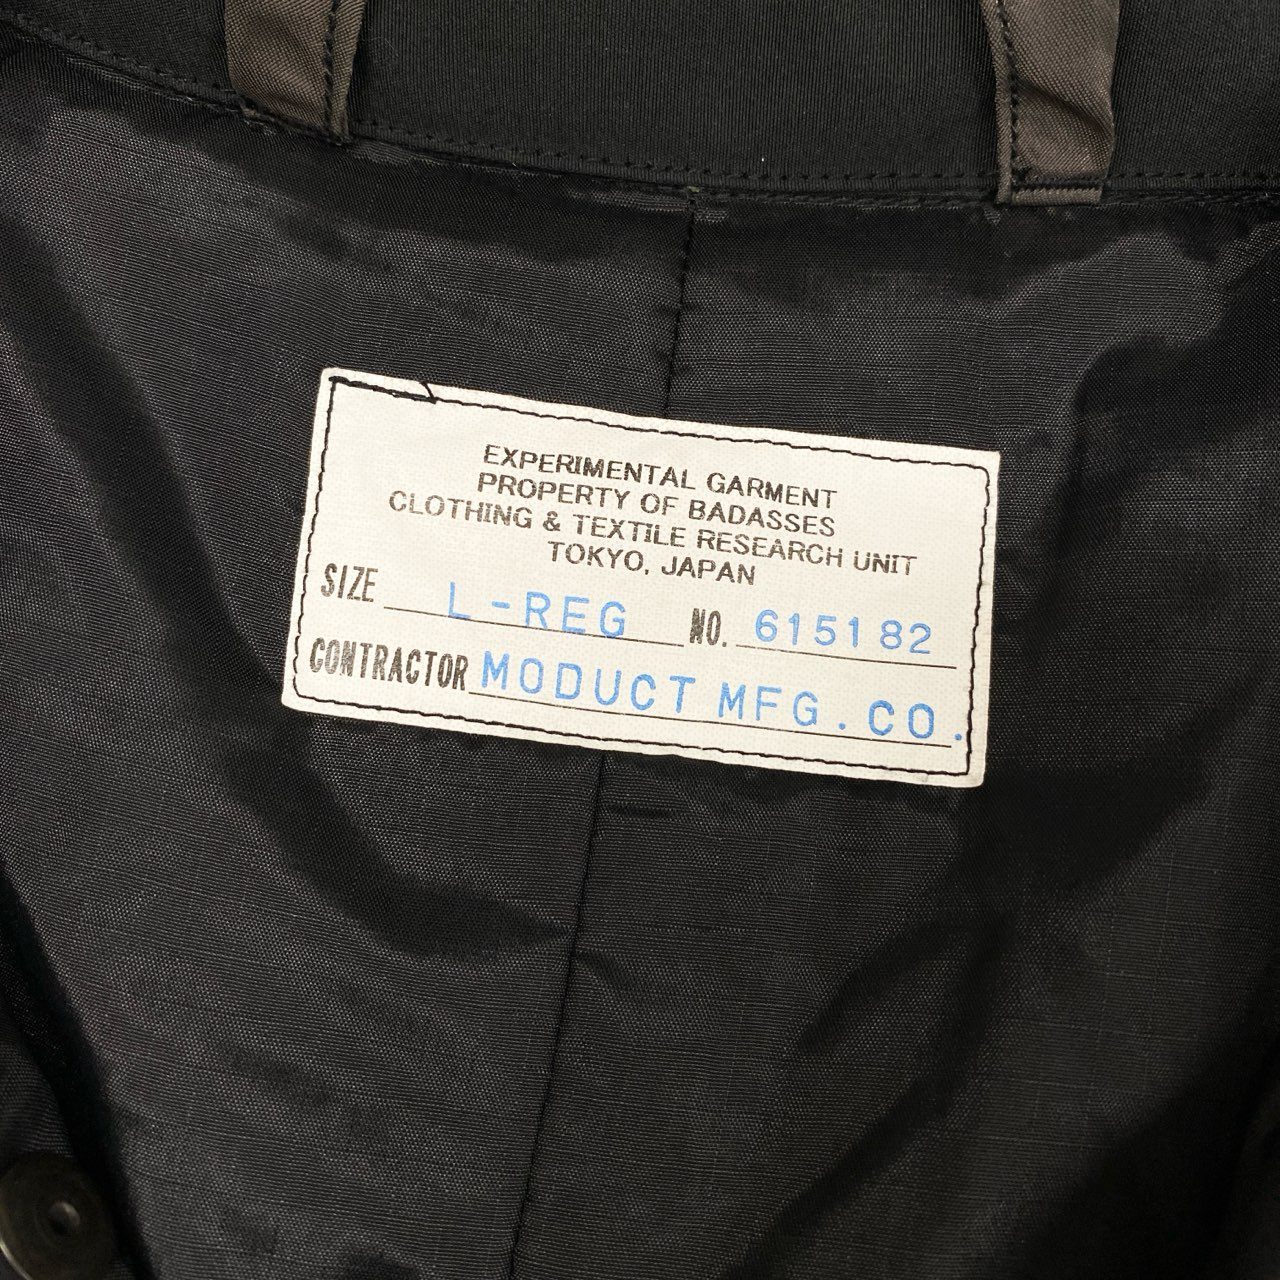 EXPERIMENTAL GARMENT
PROPERTY OF BADASSES
CLOTHING & TEXTILE RESEARCH UNIT
TOKYO, JAPAN
SIZE L-REG NO. 615182
CONTRACTOR MODUCT MFG.CO.